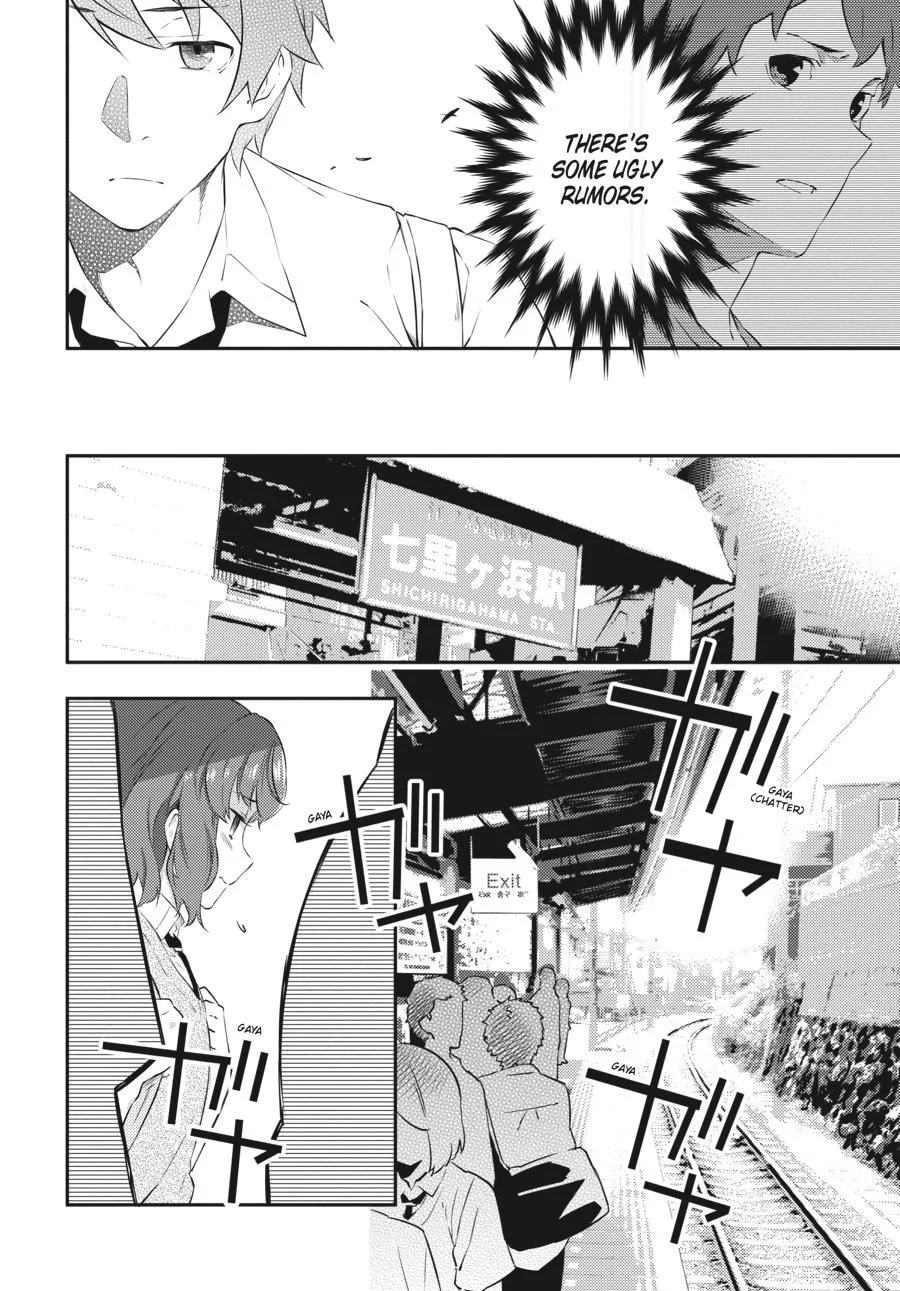 THERE'S
SOME UGLY
RUMORS.
七里ヶ浜駅
SHICHIRIGAHAMA STA.
ガヤ
GAYA
(CHATTER)
ガヤ
GAYA
Exit
ガヤ
GAYA
ガヤ
GAYA